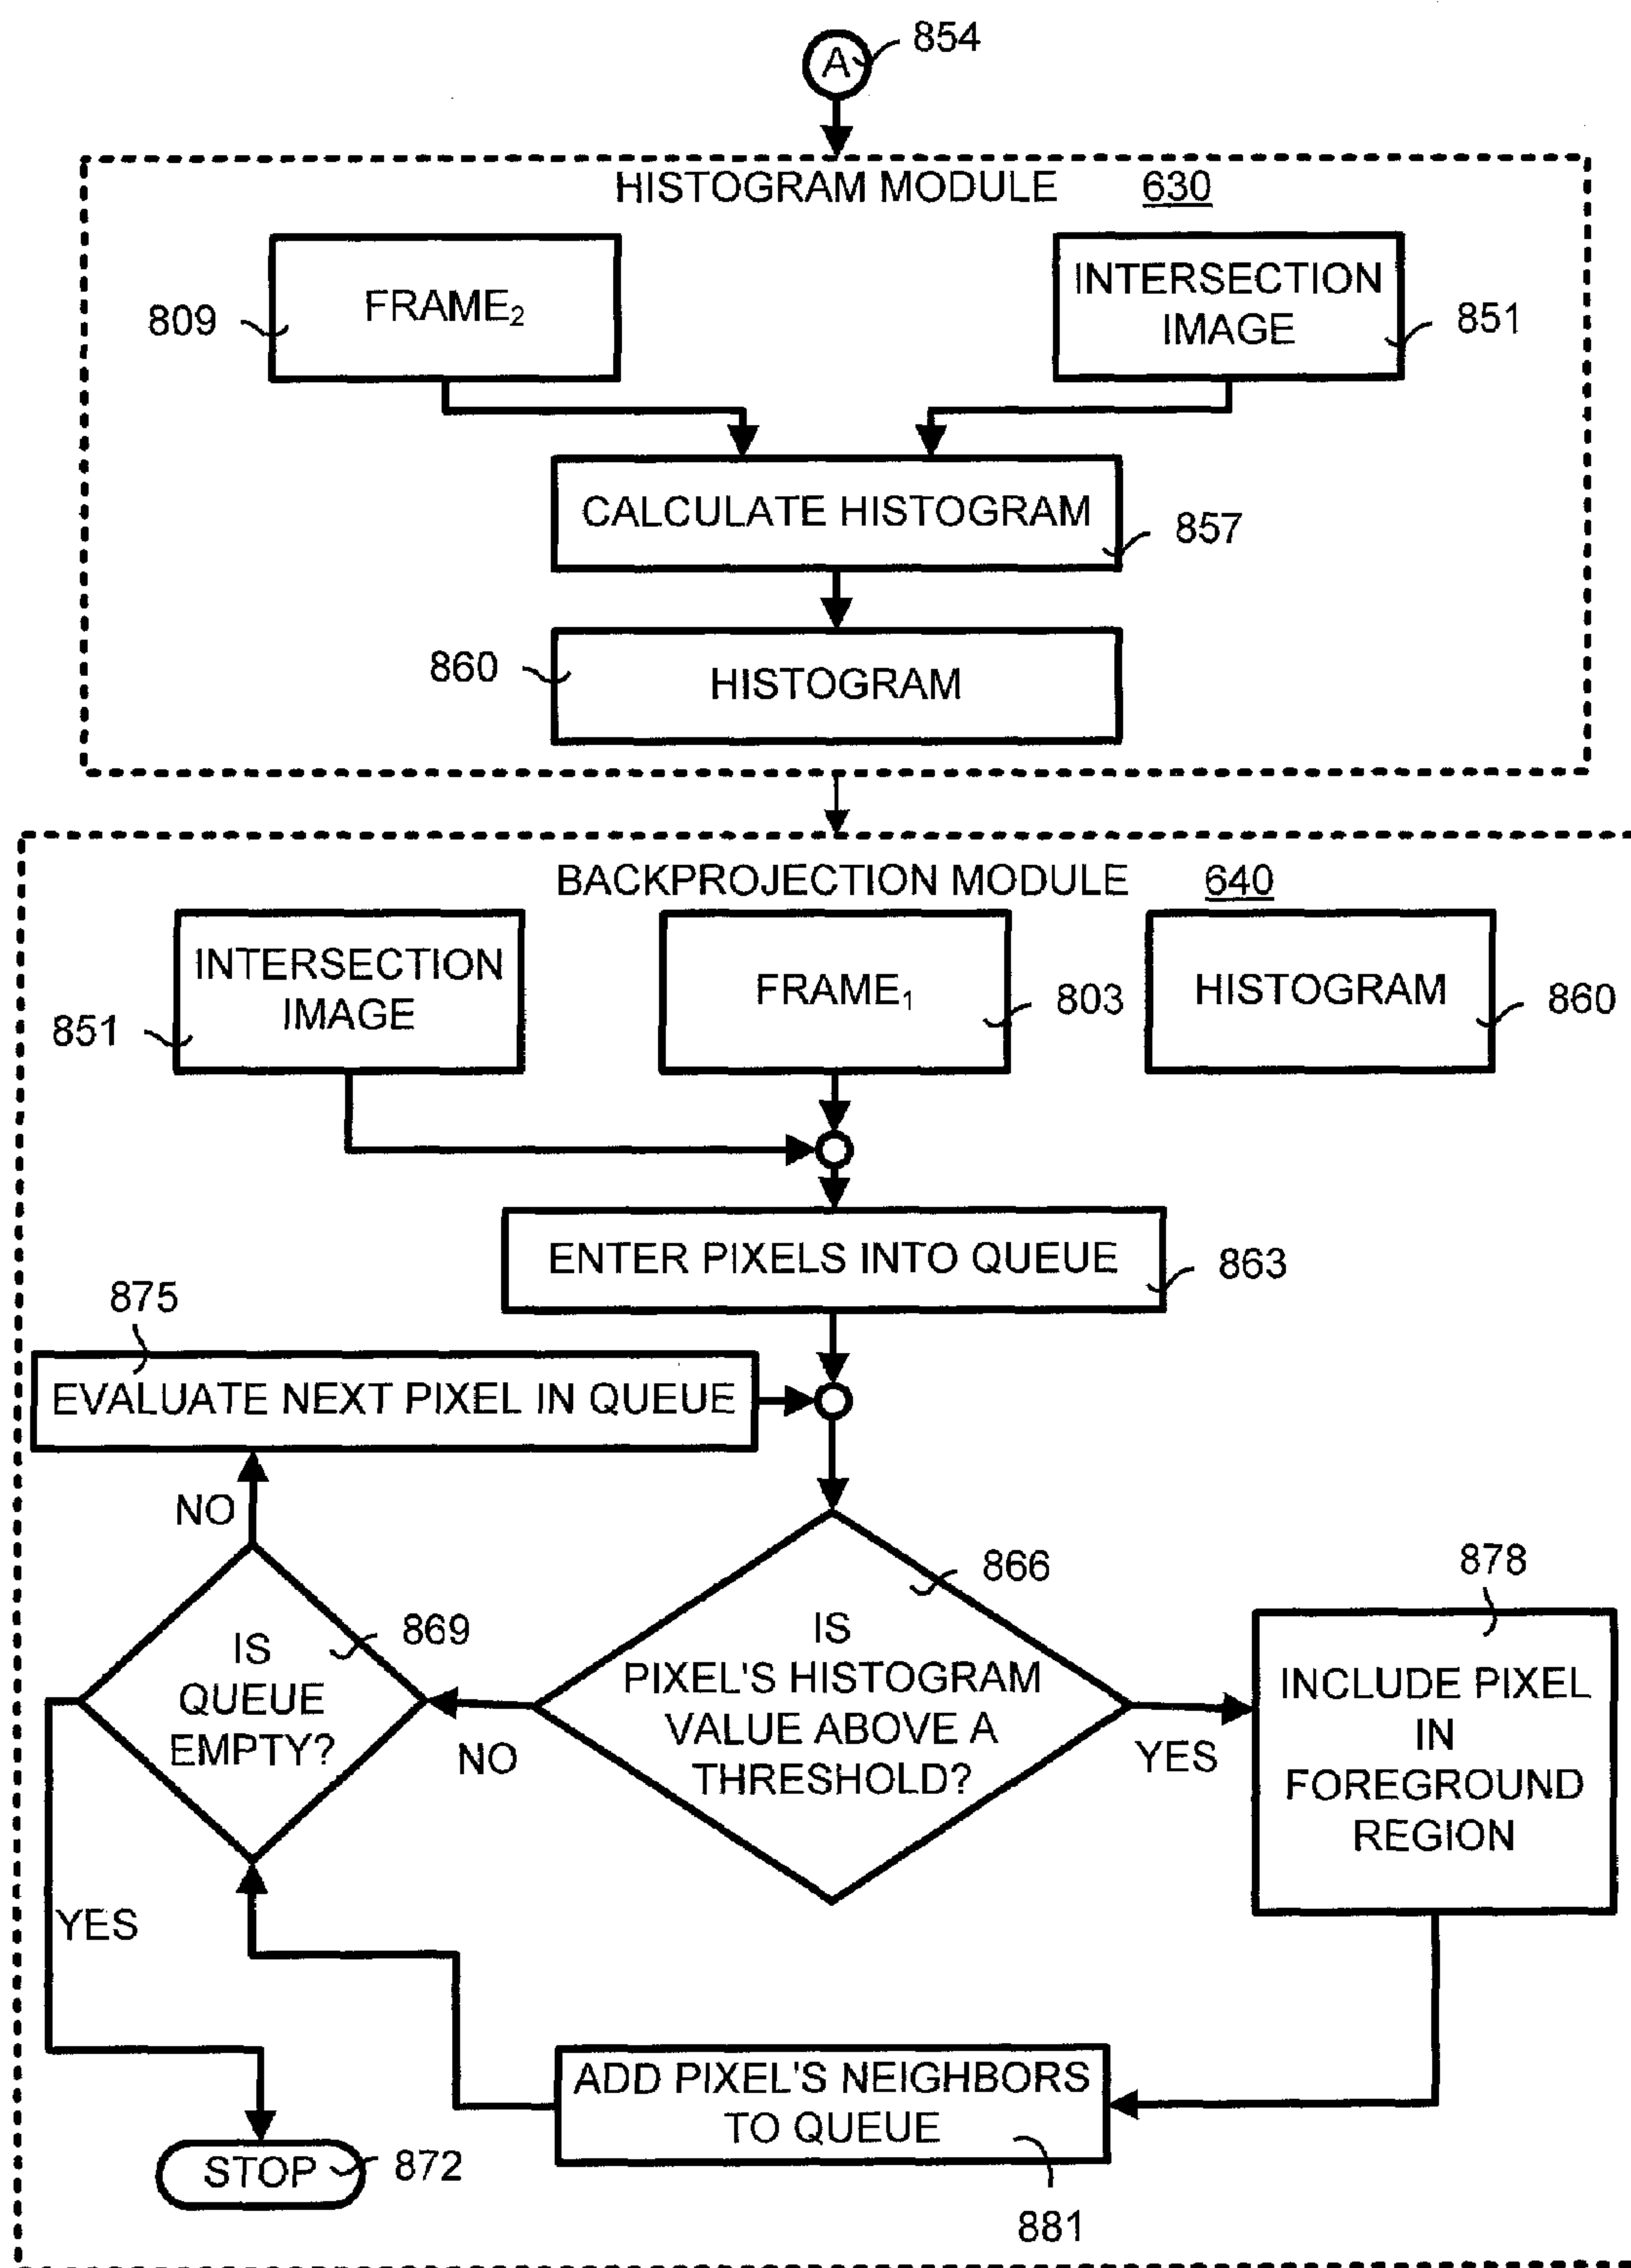 A 854
HISTOGRAM MODULE 630
809 FRAME₂
INTERSECTION
IMAGE
851
CALCULATE HISTOGRAM
857
860 HISTOGRAM
BACKPROJECTION MODULE 640
INTERSECTION
IMAGE
851
FRAME₁
803
HISTOGRAM
860
ENTER PIXELS INTO QUEUE
863
875
EVALUATE NEXT PIXEL IN QUEUE
NO
866
IS
PIXEL'S HISTOGRAM
VALUE ABOVE A
THRESHOLD?
869
IS
QUEUE
EMPTY?
NO
YES
878
INCLUDE PIXEL
IN
FOREGROUND
REGION
YES
ADD PIXEL'S NEIGHBORS
TO QUEUE
881
STOP 872